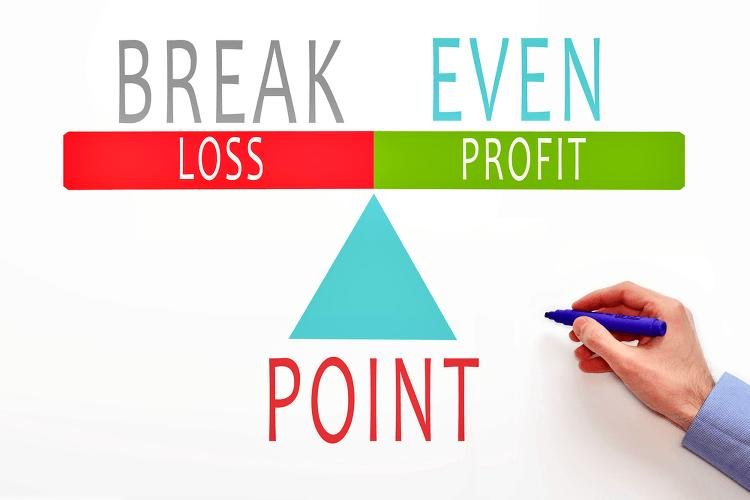 BREAK EVEN
LOSS PROFIT
POINT